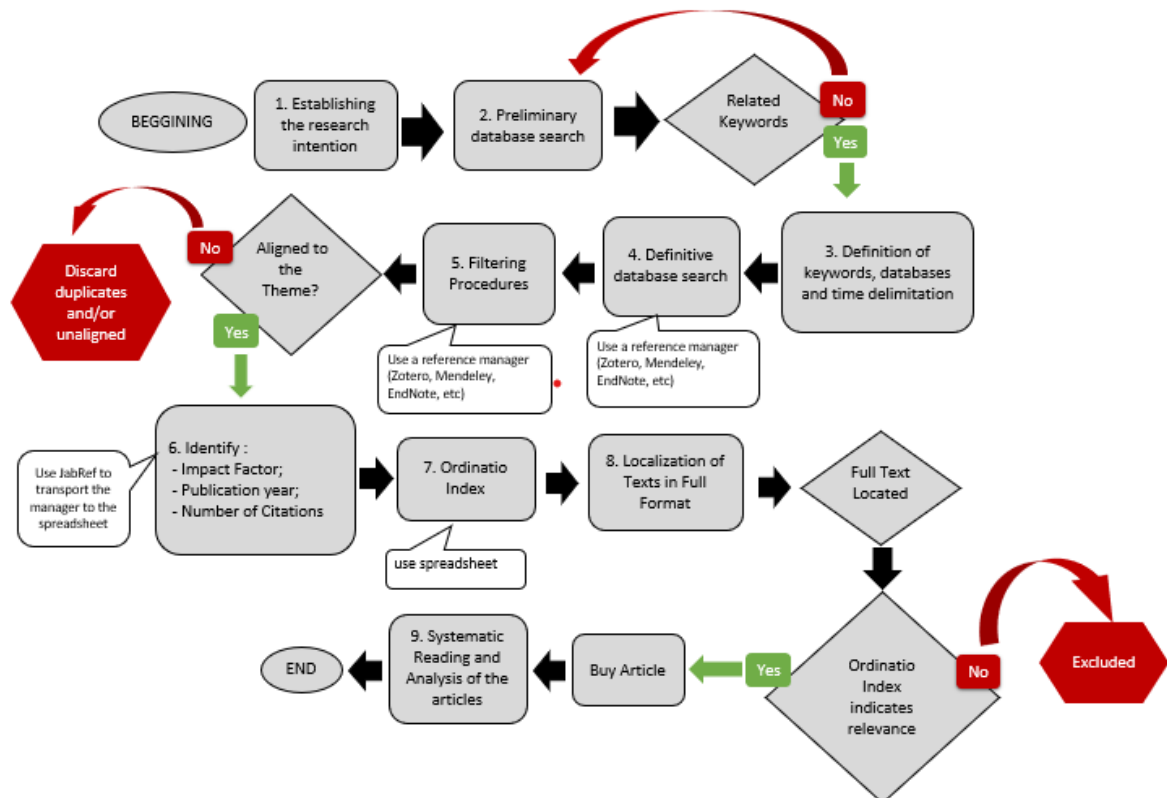 BEGGINING
1. Establishing
the research
intention
2. Preliminary
database search
Related
Keywords
No
Yes
3. Definition of
keywords, databases
and time delimitation
4. Definitive
database search
Use a reference manager
(Zotero, Mendeley,
EndNote, etc)
5. Filtering
Procedures
Use a reference manager
(Zotero, Mendeley,
EndNote, etc)
Aligned to
the
Theme?
No
Discard
duplicates
and/or
unaligned
Yes
6. Identify :
- Impact Factor;
- Publication year;
- Number of Citations
Use JabRef to
transport the
manager to the
spreadsheet
7. Ordinatio
Index
use spreadsheet
8. Localization of
Texts in Full
Format
Full Text
Located
Ordinatio
Index
indicates
relevance
No
Excluded
Yes
Buy Article
9. Systematic
Reading and
Analysis of the
articles
END